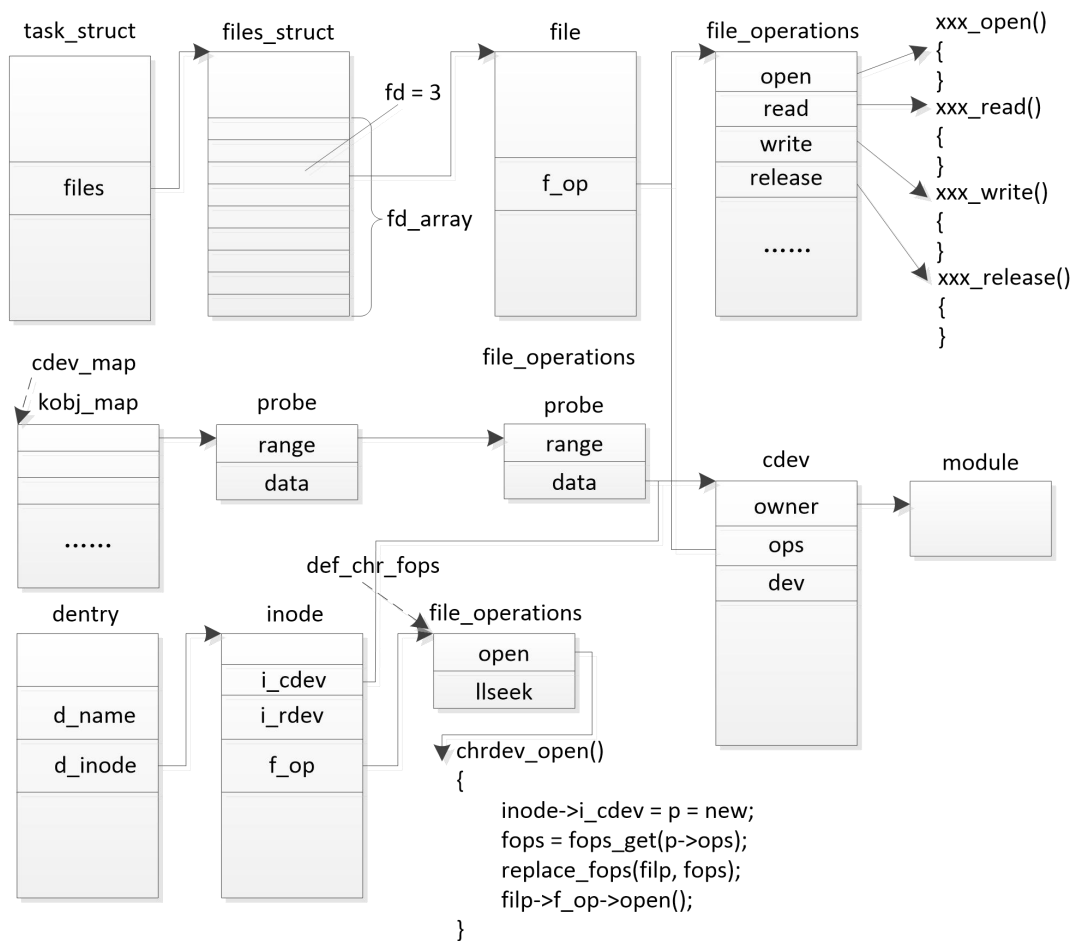 task_struct
files_struct
file
file_operations
xxx_open()
{
}
xxx_read()
{
}
xxx_write()
{
}
xxx_release()
{
}
files
fd = 3
fd_array
f_op
open
read
write
release
......
file_operations
cdev_map
kobj_map
......
probe
range
data
probe
range
data
cdev
owner
ops
dev
module
def_chr_fops
dentry
d_name
d_inode
inode
i_cdev
i_rdev
f_op
file_operations
open
llseek
chrdev_open()
{
inode->i_cdev = p = new;
fops = fops_get(p->ops);
replace_fops(filp, fops);
filp->f_op->open();
}